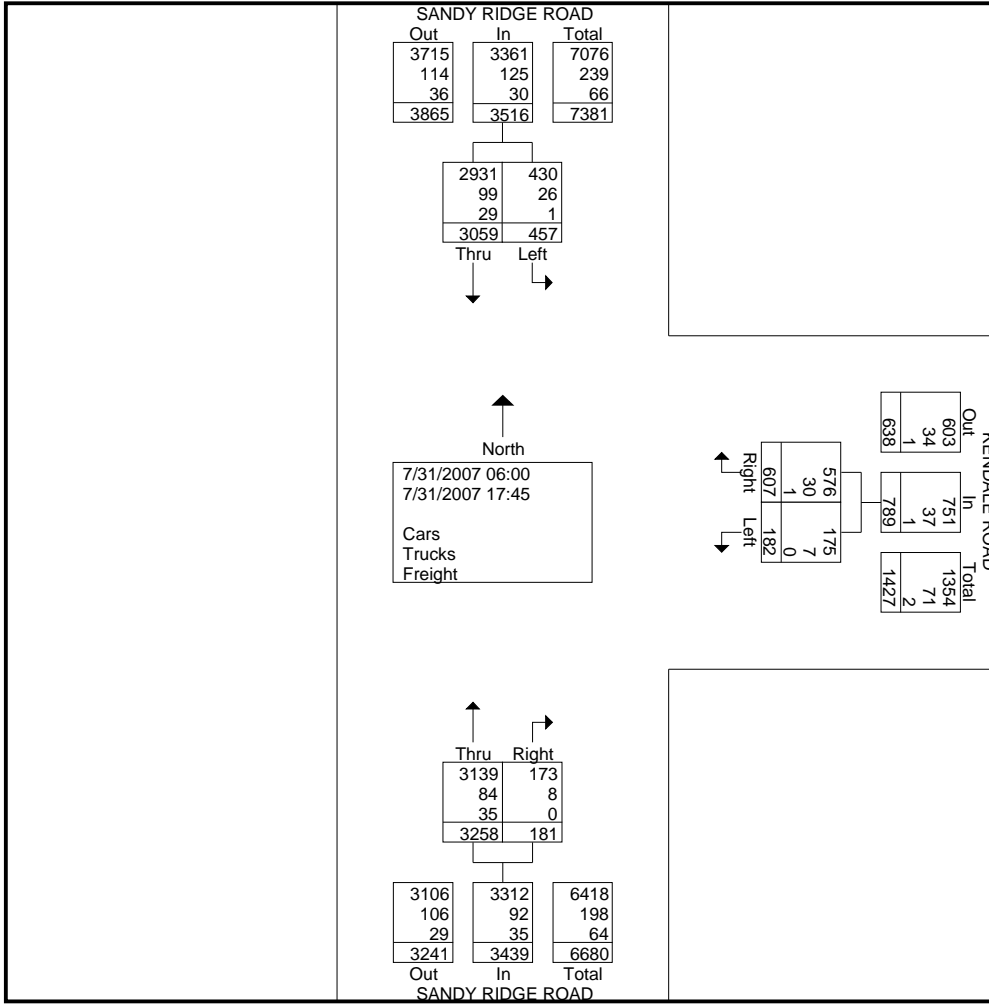 SANDY RIDGE ROAD
Out In Total
3715 3361 7076
114 125 239
36 30 66
3865 3516 7381
2931 430
99 26
29 1
3059 457
Thru Left
North
7/31/2007 06:00
7/31/2007 17:45
Cars
Trucks
Freight
Right Left
576 175
30 7
1 0
607 182
KENDALE ROAD
Out In Total
603 751 1354
34 37 71
1 1 2
638 789 1427
Thru Right
3139 173
84 8
35 0
3258 181
3106 3312 6418
106 92 198
29 35 64
3241 3439 6680
Out In Total
SANDY RIDGE ROAD